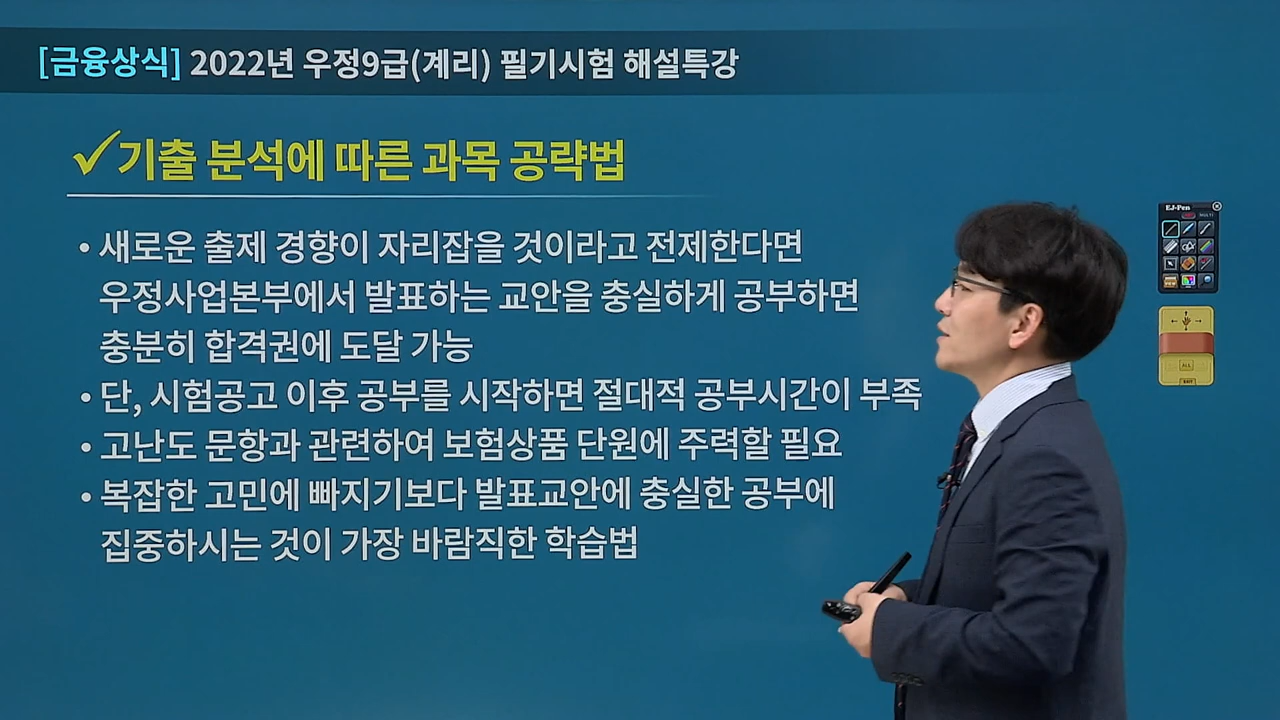 [금융상식] 2022년 우정9급(계리) 필기시험 해설특강
✓기출 분석에 따른 과목 공략법
• 새로운 출제 경향이 자리잡을 것이라고 전제한다면
우정사업본부에서 발표하는 교안을 충실하게 공부하면
충분히 합격권에 도달 가능
• 단, 시험공고 이후 공부를 시작하면 절대적 공부시간이 부족
• 고난도 문항과 관련하여 보험상품 단원에 주력할 필요
• 복잡한 고민에 빠지기보다 발표교안에 충실한 공부에
집중하시는 것이 가장 바람직한 학습법
EJ-Pen
ALL
EXIT